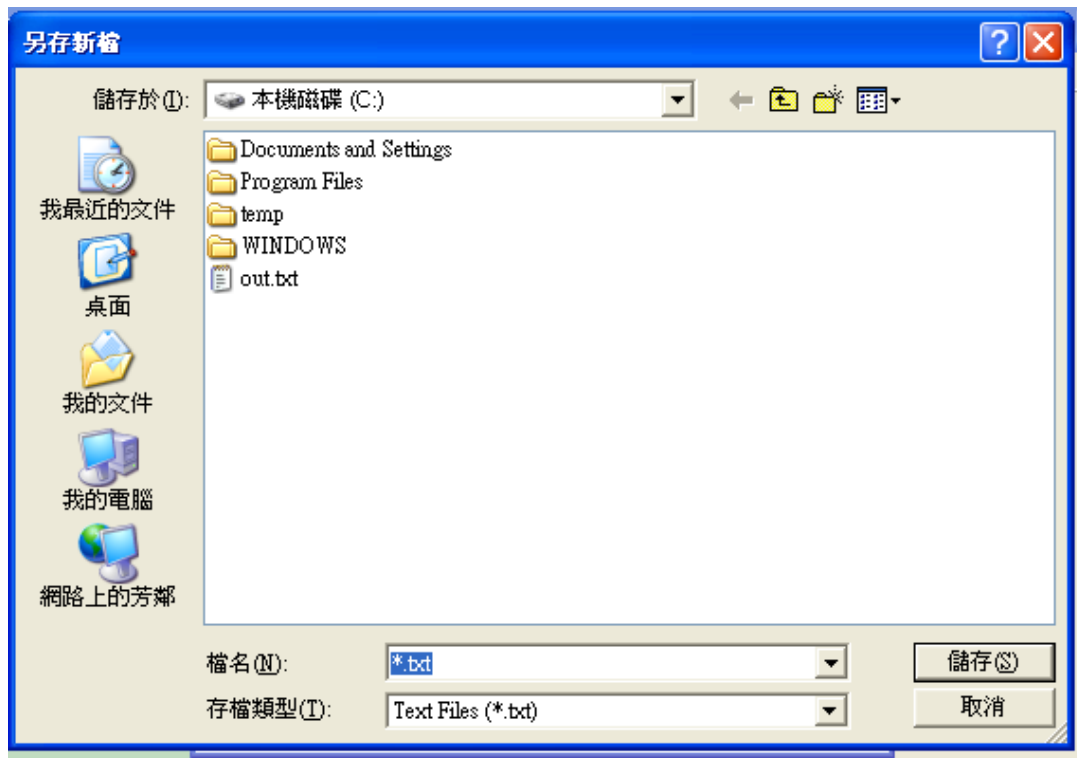 另存新檔
儲存於(I): 本機磁碟 (C:)
Documents and Settings
Program Files
temp
WINDOWS
out.txt
我最近的文件
桌面
我的文件
我的電腦
網路上的芳鄰
檔名(N): *.txt 儲存(S)
存檔類型(T): Text Files (*.txt) 取消